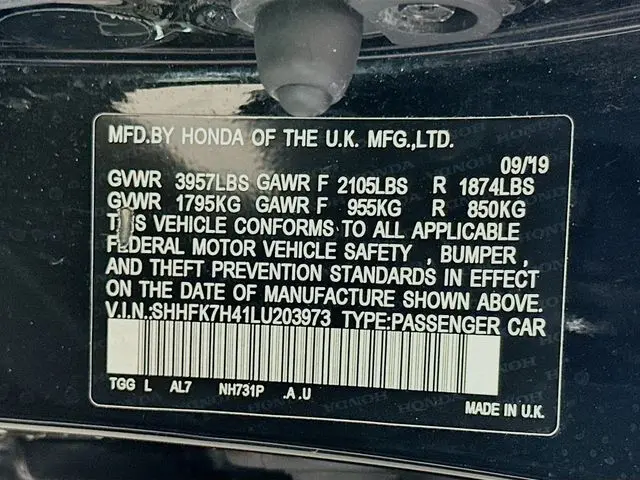 MFD.BY HONDA OF THE U.K. MFG.,LTD.
09/19
GVWR 3957LBS GAWR F 2105LBS R 1874LBS
GVWR 1795KG GAWR F 955KG R 850KG
THIS VEHICLE CONFORMS TO ALL APPLICABLE
FEDERAL MOTOR VEHICLE SAFETY , BUMPER ,
AND THEFT PREVENTION STANDARDS IN EFFECT
ON THE DATE OF MANUFACTURE SHOWN ABOVE.
V.I.N.:SHHFK7H41LU203973 TYPE:PASSENGER CAR
TGG L AL7 NH731P .A .U
MADE IN U.K.